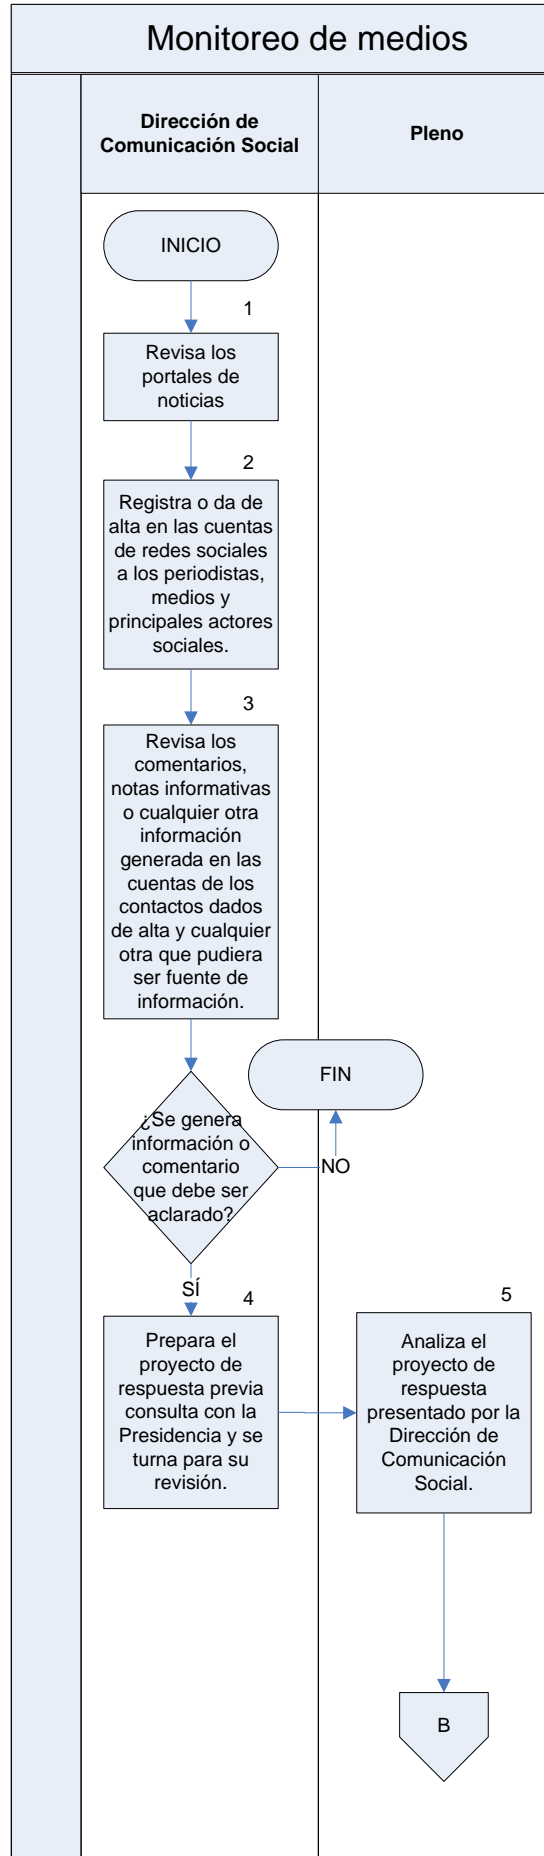 Monitoreo de medios
Dirección de
Comunicación Social
Pleno
INICIO
1
Revisa los
portales de
noticias
2
Registra o da de
alta en las cuentas
de redes sociales
a los periodistas,
medios y
principales actores
sociales.
3
Revisa los
comentarios,
notas informativas
o cualquier otra
información
generada en las
cuentas de los
contactos dados
de alta y cualquier
otra que pudiera
ser fuente de
información.
FIN
¿Se genera
información o
comentario
que debe ser
aclarado?
NO
SÍ
4
Prepara el
proyecto de
respuesta previa
consulta con la
Presidencia y se
turna para su
revisión.
5
Analiza el
proyecto de
respuesta
presentado por la
Dirección de
Comunicación
Social.
B